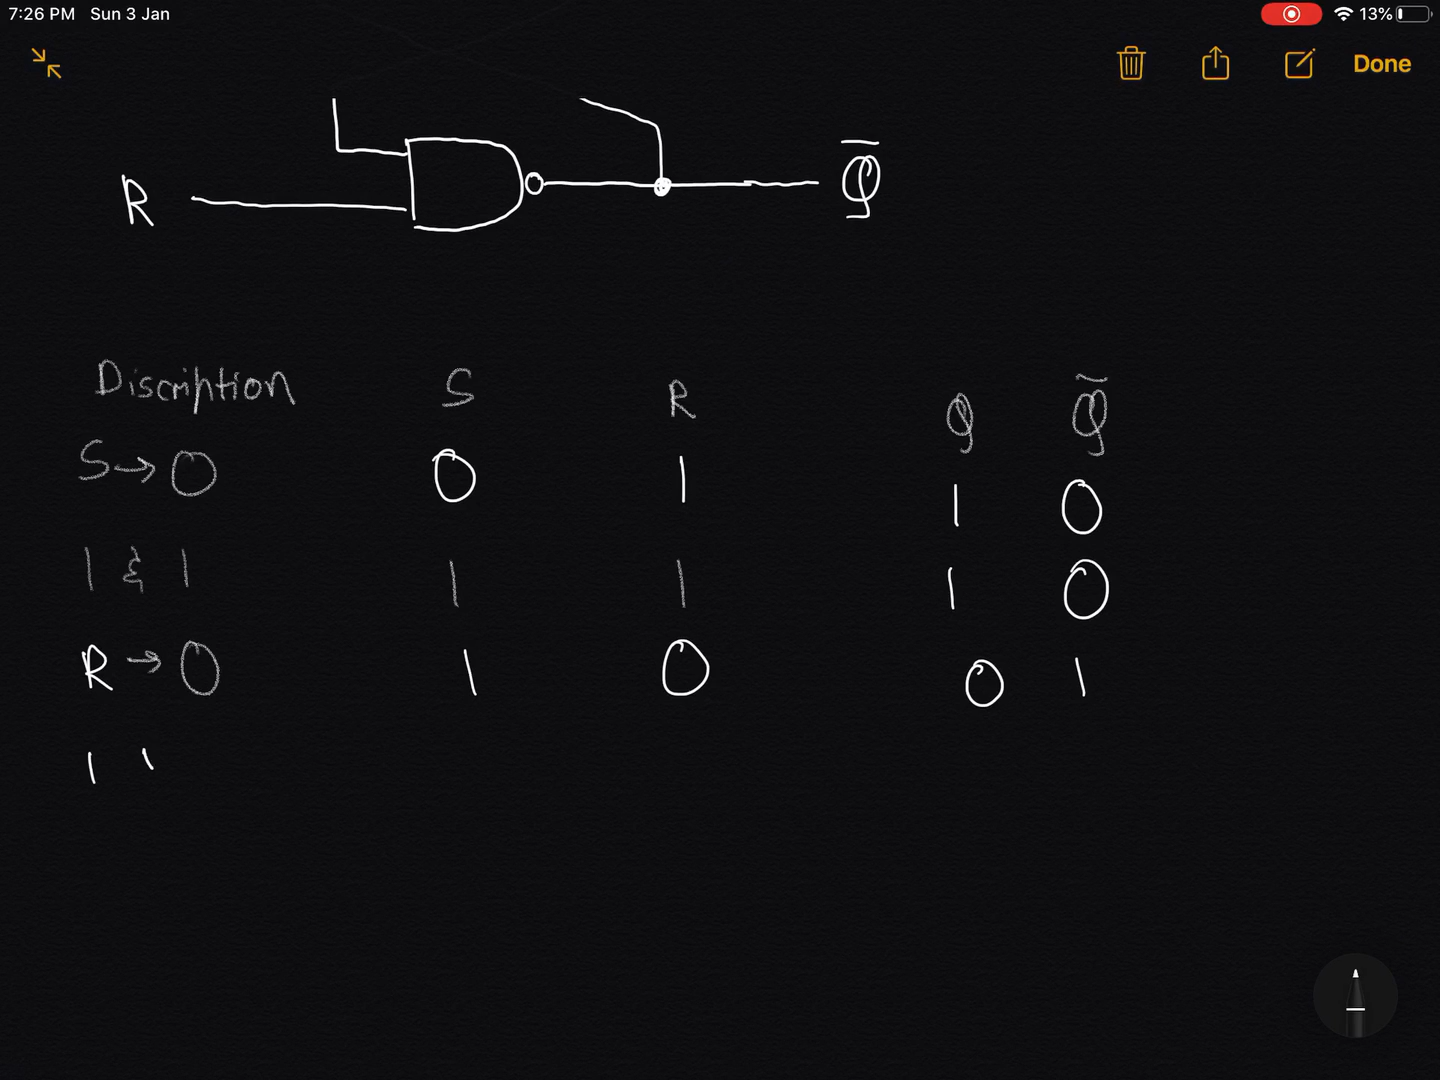 7:26 PM Sun 3 Jan 13%
Done
R Q̅
Discription S R Q Q̅
S→0 0 1 1 0
1 & 1 1 1 1 0
R→0 1 0 0 1
1 1